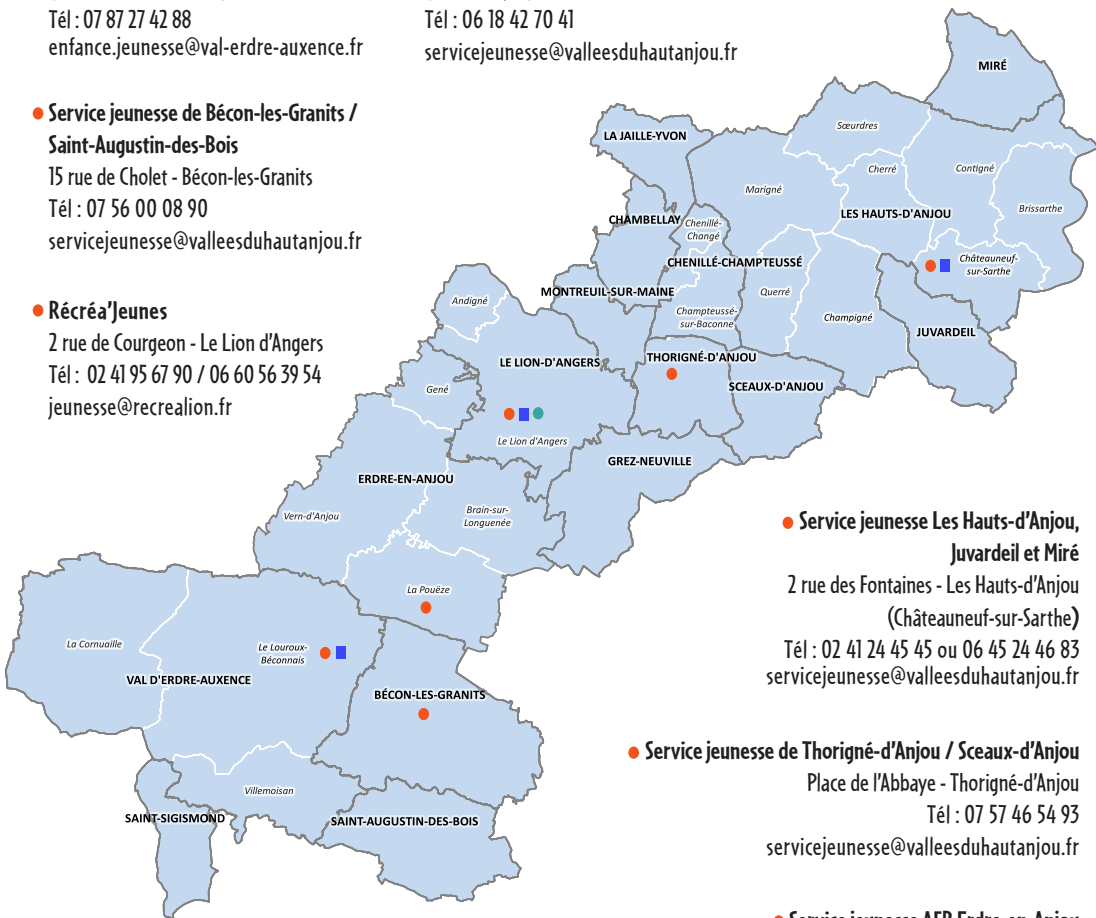 Tél : 07 87 27 42 88
enfance.jeunesse@val-erdre-auxence.fr
Tél : 06 18 42 70 41
servicejeunesse@valleesduhautanjou.fr
Service jeunesse de Bécon-les-Granits /
Saint-Augustin-des-Bois
15 rue de Cholet - Bécon-les-Granits
Tél : 07 56 00 08 90
servicejeunesse@valleesduhautanjou.fr
Récréa'Jeunes
2 rue de Courgeon - Le Lion d'Angers
Tél : 02 41 95 67 90 / 06 60 56 39 54
jeunesse@recrealion.fr
MIRÉ
Sœurdres
LA JAILLE-YVON
Cherré
Contigné
Marigné
Brissarthe
CHAMBELLAY
Chenillé-
Changé
LES HAUTS-D'ANJOU
CHENILLÉ-CHAMPTEUSSÉ
Châteauneuf-
sur-Sarthe
MONTREUIL-SUR-MAINE
Querré
Andigné
Champteussé-
sur-Baconne
Champigné
JUVARDEIL
LE LION-D'ANGERS
THORIGNÉ-D'ANJOU
SCEAUX-D'ANJOU
Gené
Le Lion d'Angers
GREZ-NEUVILLE
ERDRE-EN-ANJOU
Vern-d'Anjou
Brain-sur-
Longuenée
La Pouëze
La Cornuaille
Le Louroux-
Béconnais
VAL D'ERDRE-AUXENCE
BÉCON-LES-GRANITS
Villemoisan
SAINT-SIGISMOND
SAINT-AUGUSTIN-DES-BOIS
Service jeunesse Les Hauts-d'Anjou,
Juvardeil et Miré
2 rue des Fontaines - Les Hauts-d'Anjou
(Châteauneuf-sur-Sarthe)
Tél : 02 41 24 45 45 ou 06 45 24 46 83
servicejeunesse@valleesduhautanjou.fr
Service jeunesse de Thorigné-d'Anjou / Sceaux-d'Anjou
Place de l'Abbaye - Thorigné-d'Anjou
Tél : 07 57 46 54 93
servicejeunesse@valleesduhautanjou.fr
Service jeunesse AFR Erdre-en-Anjou